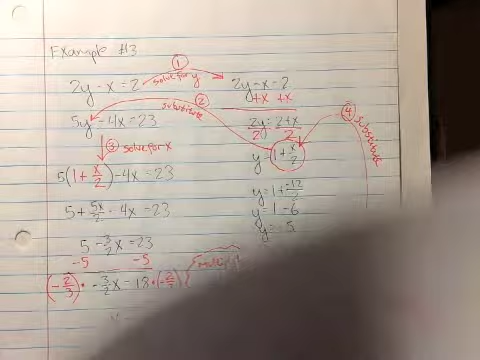 Example #3
① solve for y
2y - x = 2
2y - x = 2
+x +x
② substitute
④ substitute
5y - 4x = 23
2y = 2+x
2 2
③ solve for x
y = 1 + x/2
5(1 + x/2) - 4x = 23
y = 1 + -12/2
5 + 5x/2 - 4x = 23
y = 1 - 6
y = -5
5 - 3/2x = 23
-5 -5
(-2/3) · -3/2x = 18 · (-2/3)